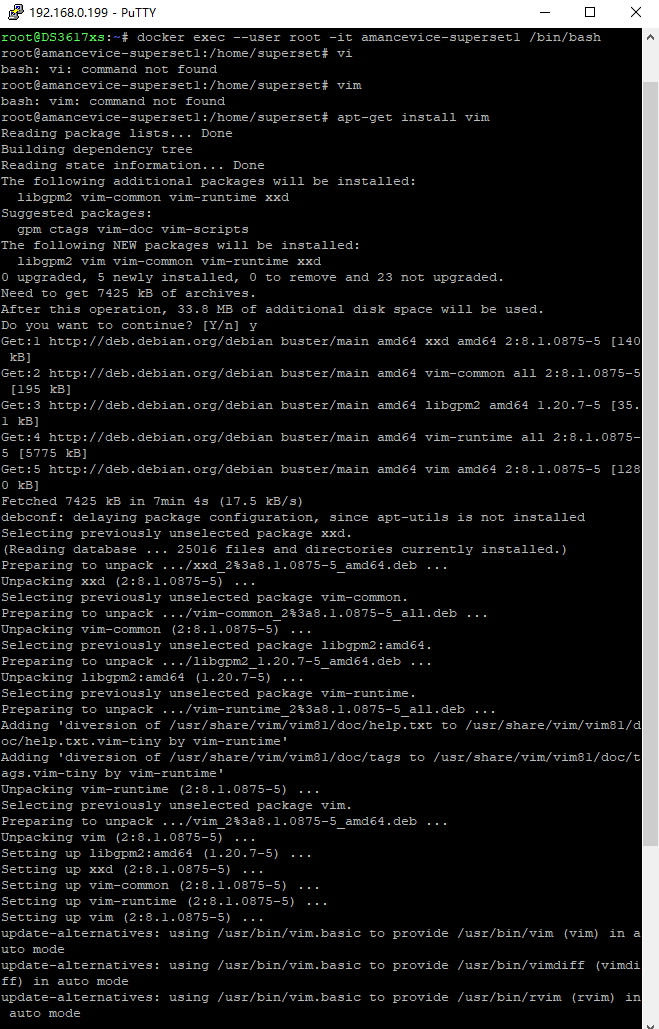 192.168.0.199 - PuTTY
root@DS3617xs:~# docker exec --user root -it amancevice-superset1 /bin/bash
root@amancevice-superset1:/home/superset# vi
bash: vi: command not found
root@amancevice-superset1:/home/superset# vim
bash: vim: command not found
root@amancevice-superset1:/home/superset# apt-get install vim
Reading package lists... Done
Building dependency tree
Reading state information... Done
The following additional packages will be installed:
  libgpm2 vim-common vim-runtime xxd
Suggested packages:
  gpm ctags vim-doc vim-scripts
The following NEW packages will be installed:
  libgpm2 vim vim-common vim-runtime xxd
0 upgraded, 5 newly installed, 0 to remove and 23 not upgraded.
Need to get 7425 kB of archives.
After this operation, 33.8 MB of additional disk space will be used.
Do you want to continue? [Y/n] y
Get:1 http://deb.debian.org/debian buster/main amd64 xxd amd64 2:8.1.0875-5 [140
 kB]
Get:2 http://deb.debian.org/debian buster/main amd64 vim-common all 2:8.1.0875-5
 [195 kB]
Get:3 http://deb.debian.org/debian buster/main amd64 libgpm2 amd64 1.20.7-5 [35.
1 kB]
Get:4 http://deb.debian.org/debian buster/main amd64 vim-runtime all 2:8.1.0875-
5 [5775 kB]
Get:5 http://deb.debian.org/debian buster/main amd64 vim amd64 2:8.1.0875-5 [128
0 kB]
Fetched 7425 kB in 7min 4s (17.5 kB/s)
debconf: delaying package configuration, since apt-utils is not installed
Selecting previously unselected package xxd.
(Reading database ... 25016 files and directories currently installed.)
Preparing to unpack .../xxd_2%3a8.1.0875-5_amd64.deb ...
Unpacking xxd (2:8.1.0875-5) ...
Selecting previously unselected package vim-common.
Preparing to unpack .../vim-common_2%3a8.1.0875-5_all.deb ...
Unpacking vim-common (2:8.1.0875-5) ...
Selecting previously unselected package libgpm2:amd64.
Preparing to unpack .../libgpm2_1.20.7-5_amd64.deb ...
Unpacking libgpm2:amd64 (1.20.7-5) ...
Selecting previously unselected package vim-runtime.
Preparing to unpack .../vim-runtime_2%3a8.1.0875-5_all.deb ...
Adding 'diversion of /usr/share/vim/vim81/doc/help.txt to /usr/share/vim/vim81/d
oc/help.txt.vim-tiny by vim-runtime'
Adding 'diversion of /usr/share/vim/vim81/doc/tags to /usr/share/vim/vim81/doc/t
ags.vim-tiny by vim-runtime'
Unpacking vim-runtime (2:8.1.0875-5) ...
Selecting previously unselected package vim.
Preparing to unpack .../vim_2%3a8.1.0875-5_amd64.deb ...
Unpacking vim (2:8.1.0875-5) ...
Setting up libgpm2:amd64 (1.20.7-5) ...
Setting up xxd (2:8.1.0875-5) ...
Setting up vim-common (2:8.1.0875-5) ...
Setting up vim-runtime (2:8.1.0875-5) ...
Setting up vim (2:8.1.0875-5) ...
update-alternatives: using /usr/bin/vim.basic to provide /usr/bin/vim (vim) in a
uto mode
update-alternatives: using /usr/bin/vim.basic to provide /usr/bin/vimdiff (vimdi
ff) in auto mode
update-alternatives: using /usr/bin/vim.basic to provide /usr/bin/rvim (rvim) in
 auto mode